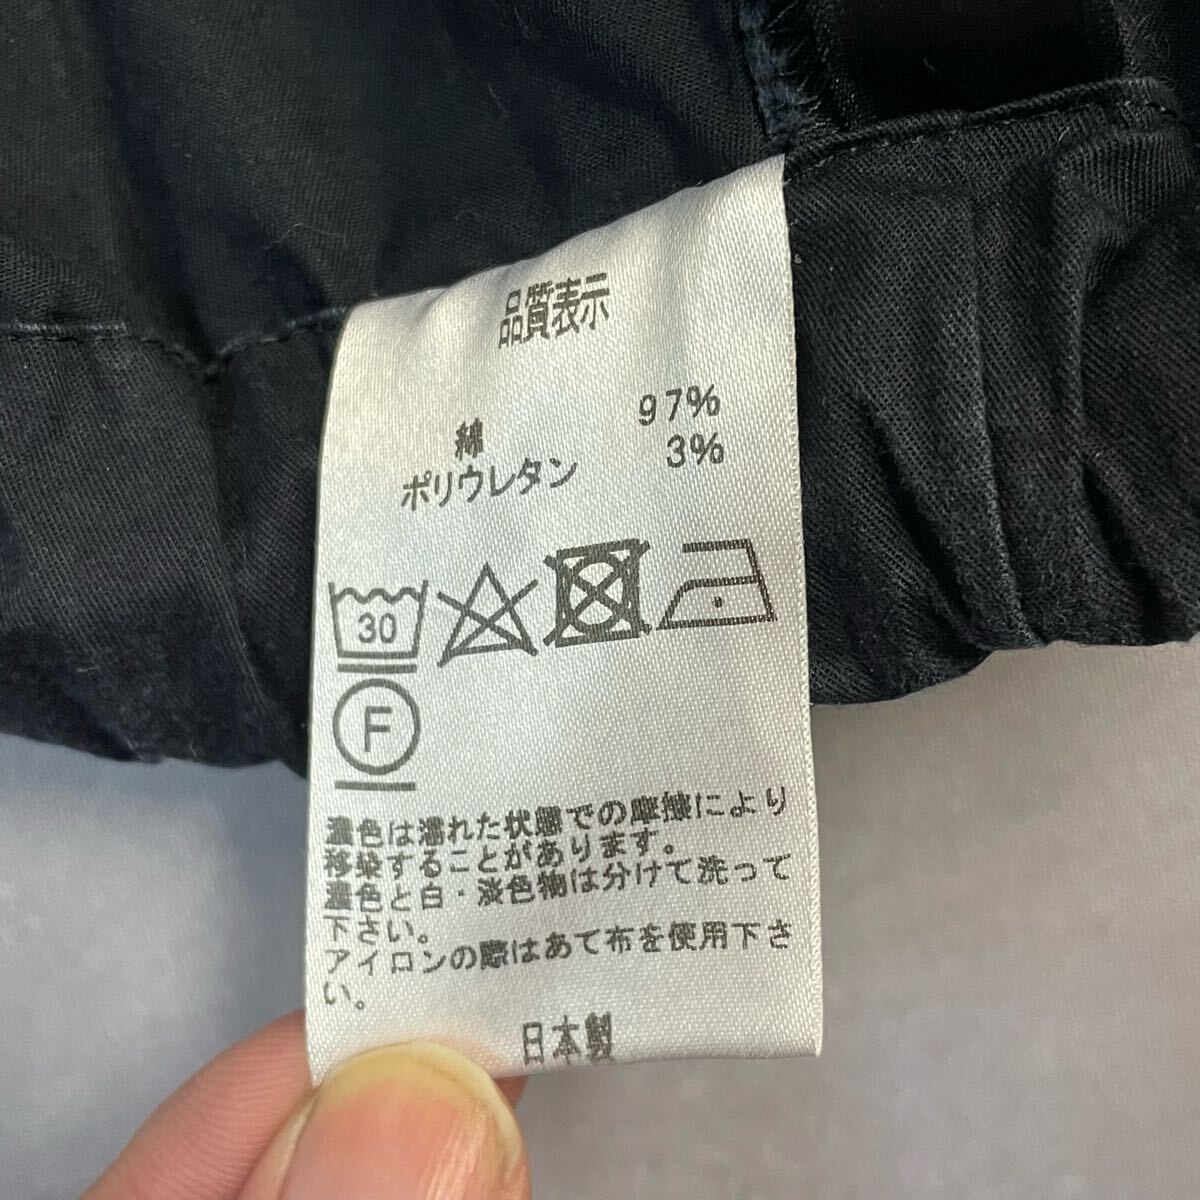 品質表示
綿 97%
ポリウレタン 3%
30
F
濃色は濡れた状態での摩擦により
移染することがあります。
濃色と白・淡色物は分けて洗って
下さい。
アイロンの際はあて布を使用下さ
い。
日本製